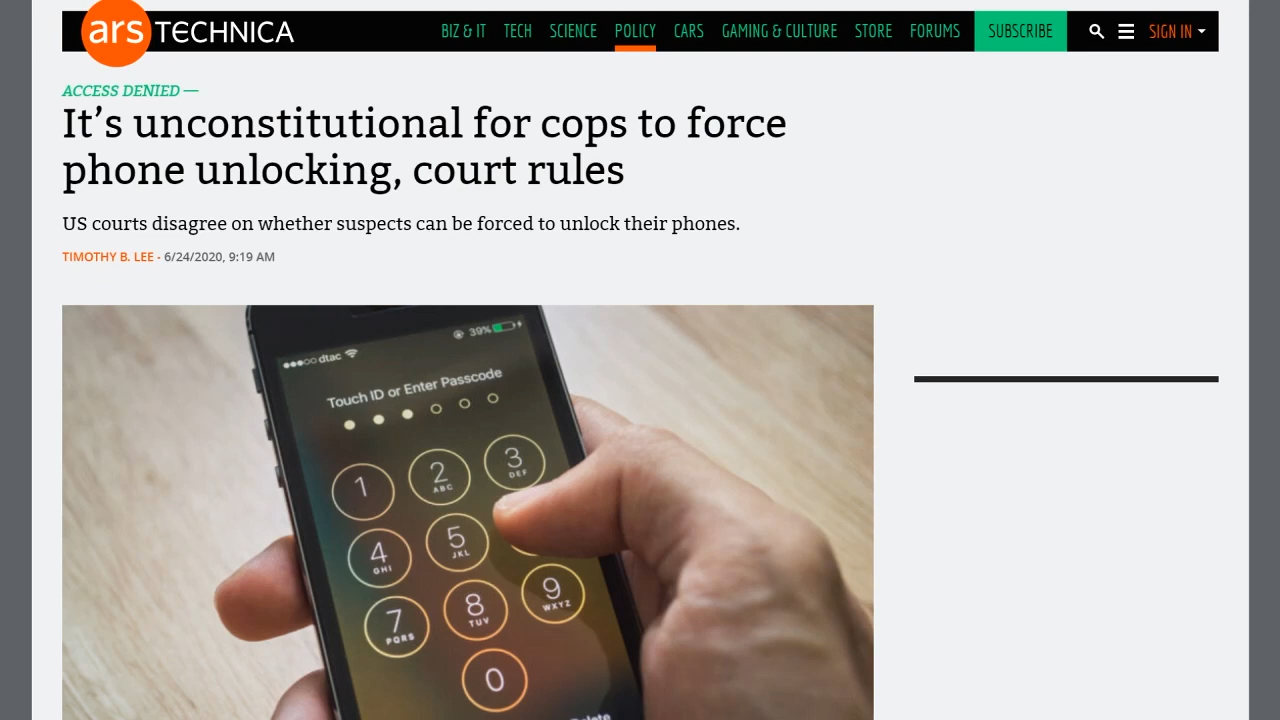 ars TECHNICA
BIZ & IT TECH SCIENCE POLICY CARS GAMING & CULTURE STORE FORUMS SUBSCRIBE SIGN IN
ACCESS DENIED —
It’s unconstitutional for cops to force
phone unlocking, court rules
US courts disagree on whether suspects can be forced to unlock their phones.
TIMOTHY B. LEE - 6/24/2020, 9:19 AM
dtac 39%
Touch ID or Enter Passcode
1 2 3
ABC DEF
4 5
GHI JKL
7 8 9
PQRS TUV WXYZ
0